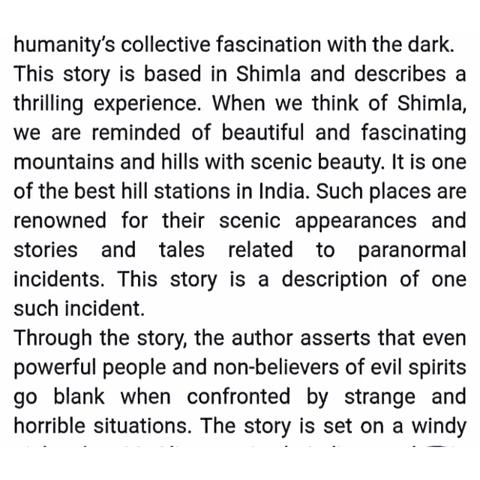 humanity's collective fascination with the dark.
This story is based in Shimla and describes a
thrilling experience. When we think of Shimla,
we are reminded of beautiful and fascinating
mountains and hills with scenic beauty. It is one
of the best hill stations in India. Such places are
renowned for their scenic appearances and
stories and tales related to paranormal
incidents. This story is a description of one
such incident.
Through the story, the author asserts that even
powerful people and non-believers of evil spirits
go blank when confronted by strange and
horrible situations. The story is set on a windy